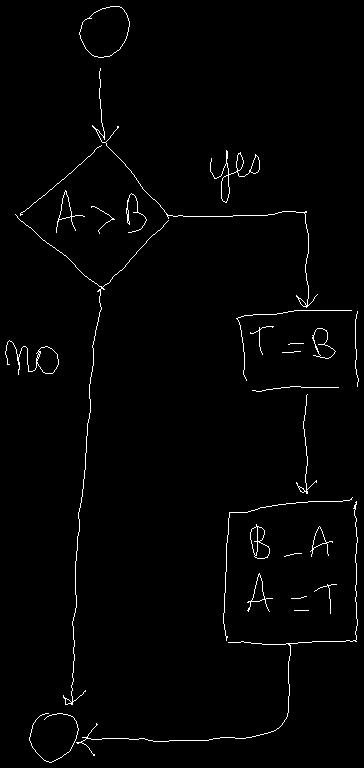 yes
A > B
no
T = B
B - A
A = T